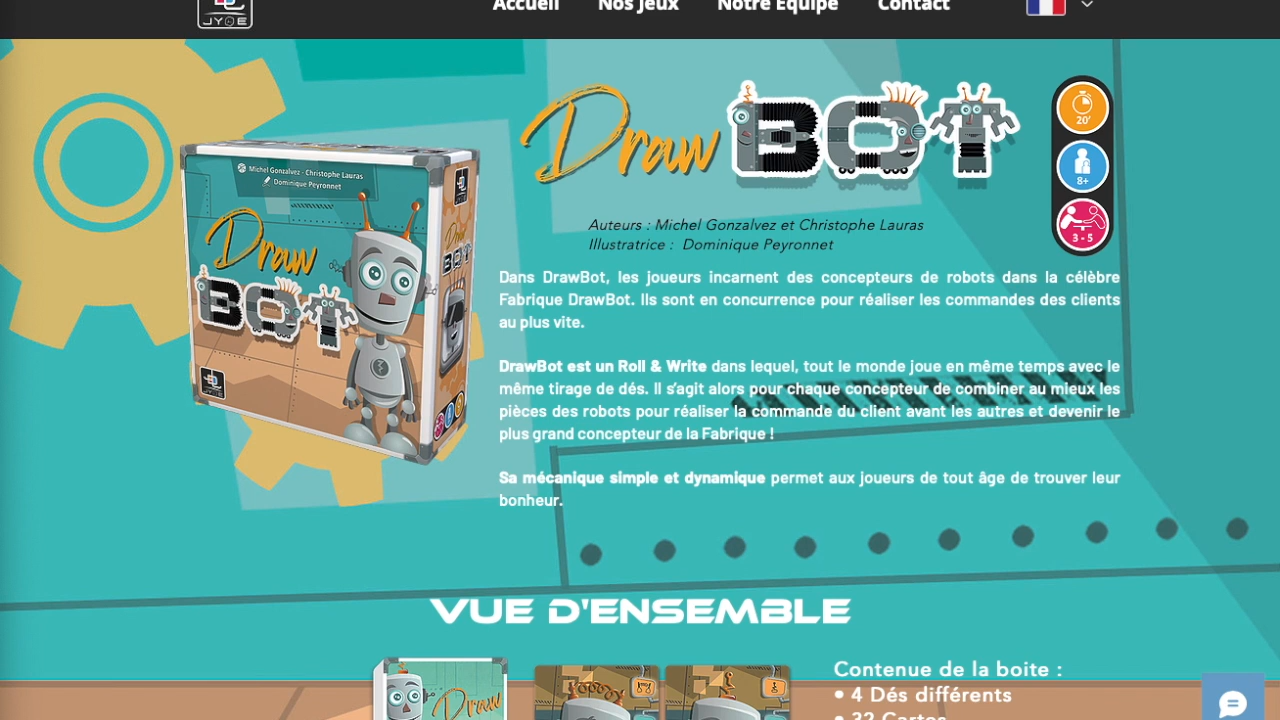 Accueil Nos Jeux Notre Equipe Contact
JYDE
Draw BOT
20'
8+
3 - 5
Michel Gonzalvez - Christophe Lauras
Dominique Peyronnet
Draw
BOT
Auteurs : Michel Gonzalvez et Christophe Lauras
Illustratrice : Dominique Peyronnet
Dans DrawBot, les joueurs incarnent des concepteurs de robots dans la célèbre
Fabrique DrawBot. Ils sont en concurrence pour réaliser les commandes des clients
au plus vite.
DrawBot est un Roll & Write dans lequel, tout le monde joue en même temps avec le
même tirage de dés. Il s’agit alors pour chaque concepteur de combiner au mieux les
pièces des robots pour réaliser la commande du client avant les autres et devenir le
plus grand concepteur de la Fabrique !
Sa mécanique simple et dynamique permet aux joueurs de tout âge de trouver leur
bonheur.
VUE D'ENSEMBLE
Draw
Contenue de la boite :
• 4 Dés différents
• 32 Cartes